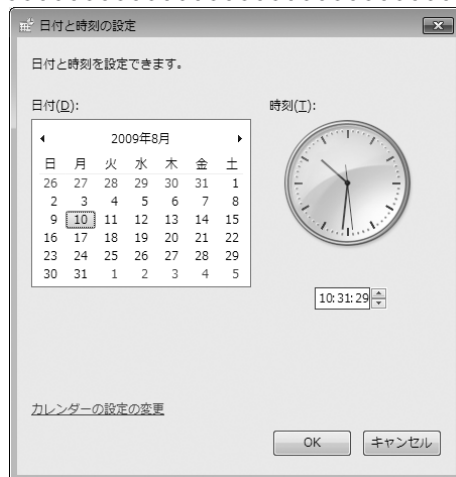 日付と時刻の設定
日付と時刻を設定できます。
日付(D):
時刻(T):
2009年8月
日 月 火 水 木 金 土
26 27 28 29 30 31 1
2 3 4 5 6 7 8
9 10 11 12 13 14 15
16 17 18 19 20 21 22
23 24 25 26 27 28 29
30 31 1 2 3 4 5
10:31:29
カレンダーの設定の変更
OK キャンセル